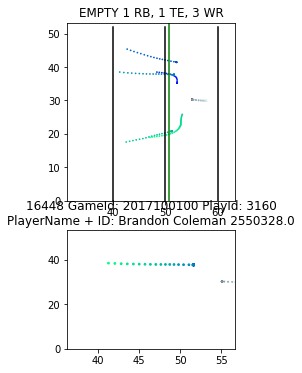 EMPTY 1 RB, 1 TE, 3 WR
50
40
30
20
10
0
40 50 60
16448 GameId: 2017100100 PlayId: 3160
PlayerName + ID: Brandon Coleman 2550328.0
40
20
0
40 45 50 55